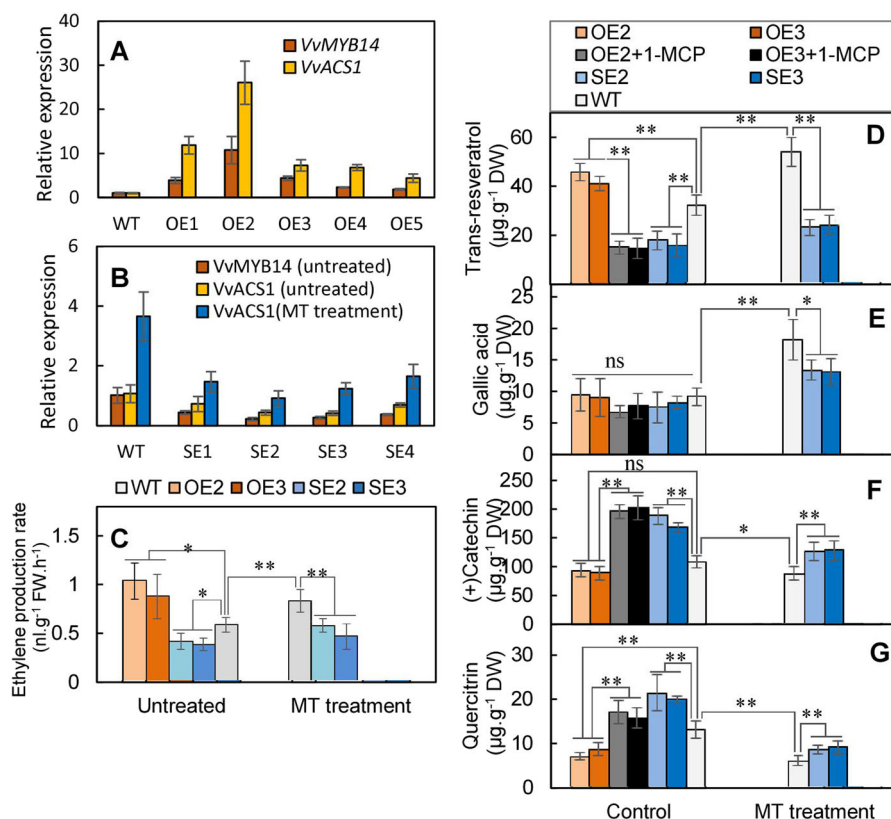 A
VvMYB14
VvACS1
Relative expression
40
30
20
10
0
WT OE1 OE2 OE3 OE4 OE5
B
VvMYB14 (untreated)
VvACS1 (untreated)
VvACS1(MT treatment)
Relative expression
6
4
2
0
WT SE1 SE2 SE3 SE4
WT OE2 OE3 SE2 SE3
C
Ethylene production rate
(nl.g-1 FW.h-1)
1.5
1
0.5
0
*
*
**
**
Untreated MT treatment
OE2 OE3
OE2+1-MCP OE3+1-MCP
SE2 SE3
WT
D
Trans-resveratrol
(µg.g-1 DW)
60
40
20
0
**
**
**
**
**
E
Gallic acid
(µg.g-1 DW)
25
20
15
10
5
0
ns
**
*
F
(+)Catechin
(µg.g-1 DW)
250
200
150
100
50
0
ns
**
**
*
**
G
Quercitrin
(µg.g-1 DW)
30
20
10
0
**
**
**
**
**
Control MT treatment